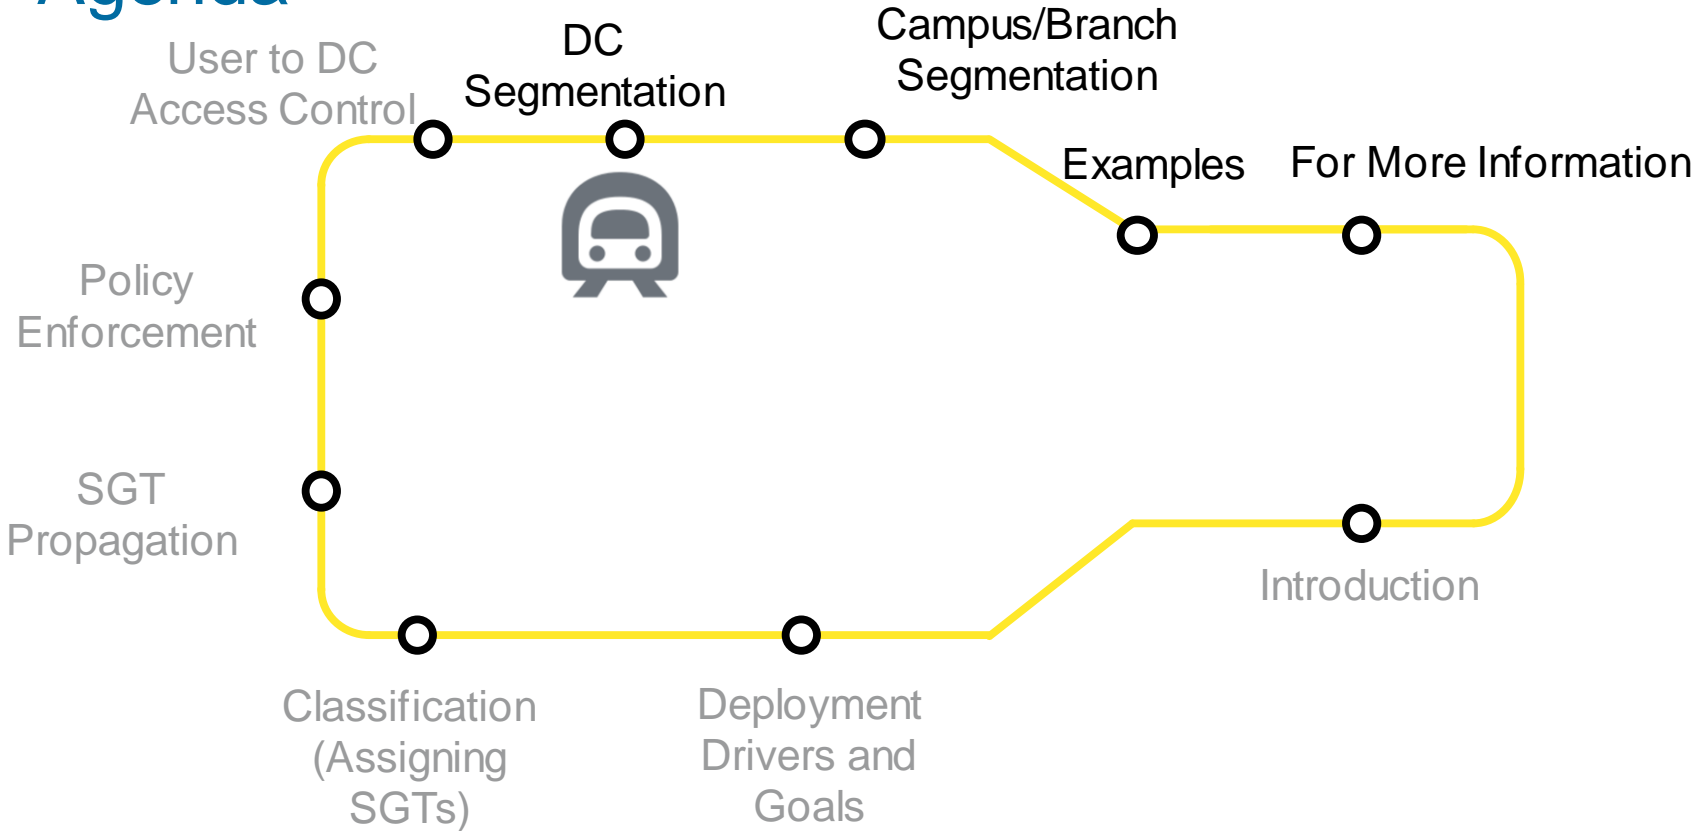 Agenda
User to DC
Access Control
DC
Segmentation
Campus/Branch
Segmentation
Examples
For More Information
Policy
Enforcement
SGT
Propagation
Introduction
Classification
(Assigning
SGTs)
Deployment
Drivers and
Goals